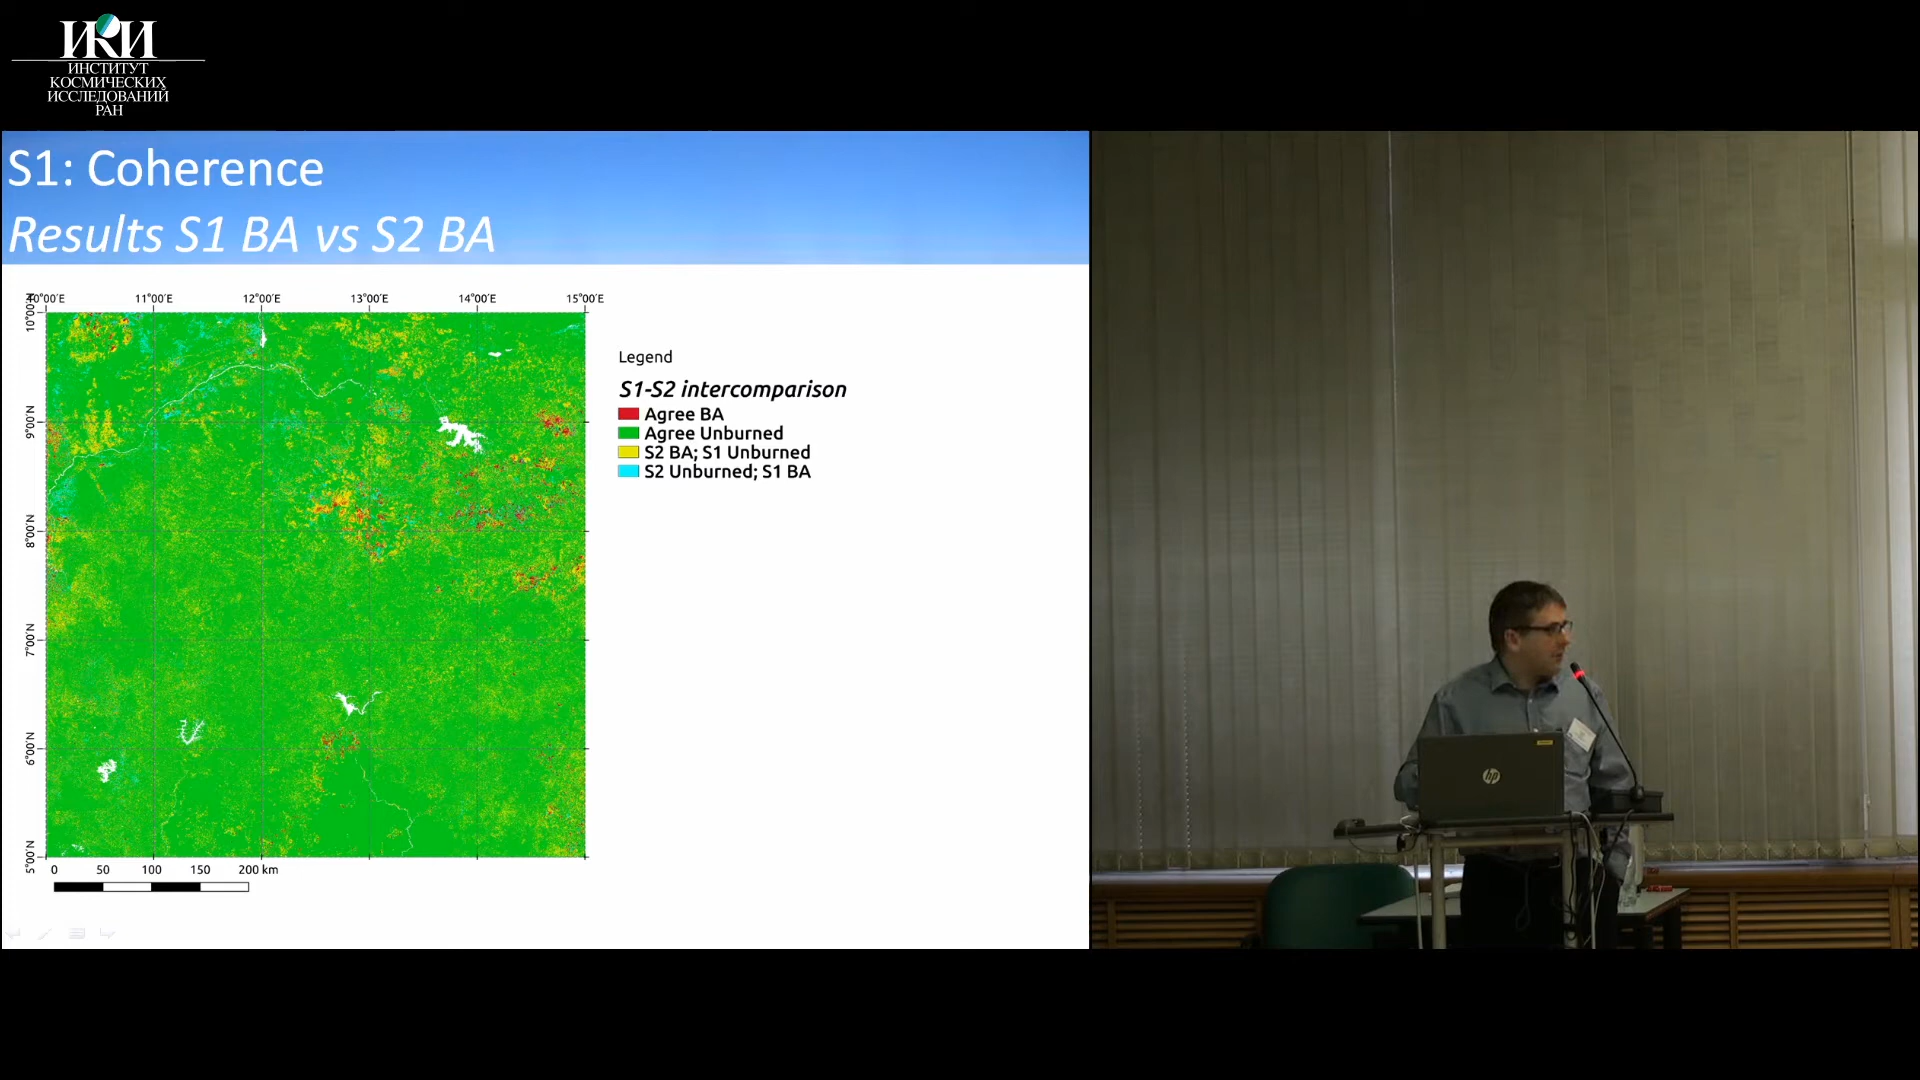 ИКИ
ИНСТИТУТ
КОСМИЧЕСКИХ
ИССЛЕДОВАНИЙ
РАН
S1: Coherence
Results S1 BA vs S2 BA
10°00'E 11°00'E 12°00'E 13°00'E 14°00'E 15°00'E
10°00'N
9°00'N
8°00'N
7°00'N
6°00'N
5°00'N
0 50 100 150 200 km
Legend
S1-S2 intercomparison
Agree BA
Agree Unburned
S2 BA; S1 Unburned
S2 Unburned; S1 BA
hp